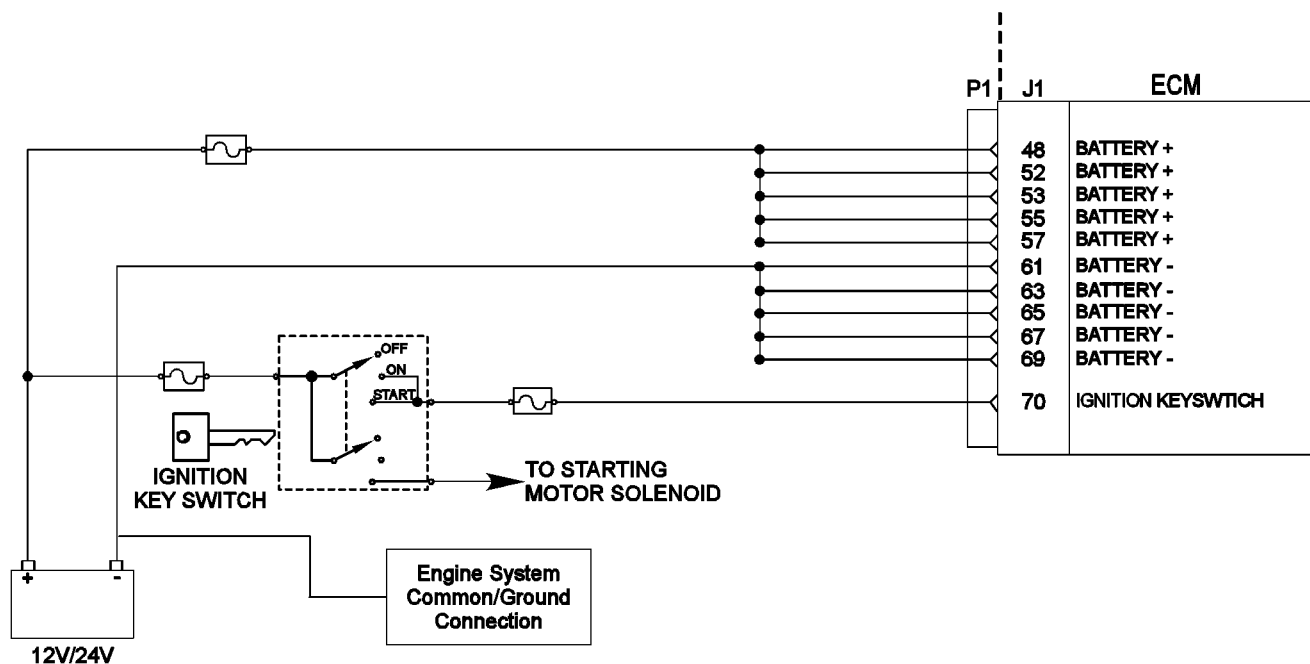 P1 J1 ECM
48 BATTERY +
52 BATTERY +
53 BATTERY +
55 BATTERY +
57 BATTERY +
61 BATTERY -
63 BATTERY -
65 BATTERY -
67 BATTERY -
69 BATTERY -
70 IGNITION KEYSWTICH
OFF
ON
START
IGNITION
KEY SWITCH
TO STARTING
MOTOR SOLENOID
+ -
12V/24V
Engine System
Common/Ground
Connection